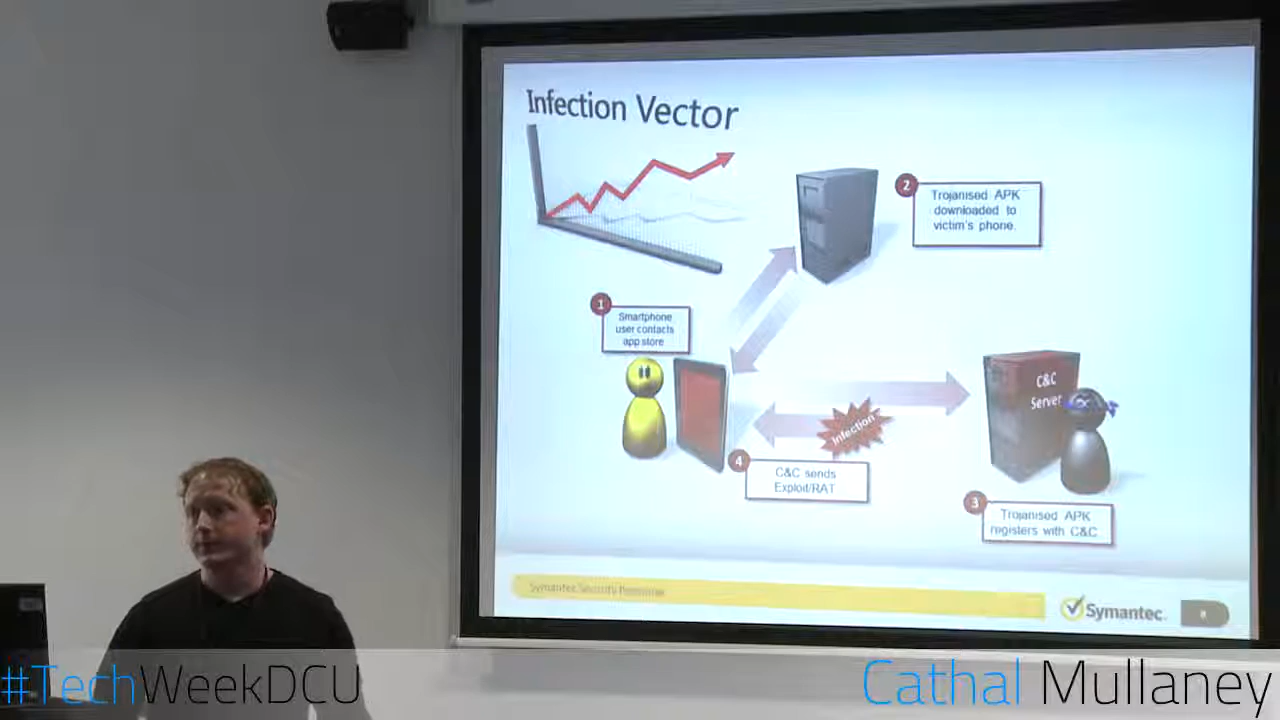 Infection Vector
2
Trojanised APK
downloaded to
victim's phone.
1
Smartphone
user contacts
app store
C&C
Server
Infection
4
C&C sends
Exploit/RAT
3
Trojanised APK
registers with C&C
Symantec Security Response
Symantec.
#TechWeekDCU
Cathal Mullaney